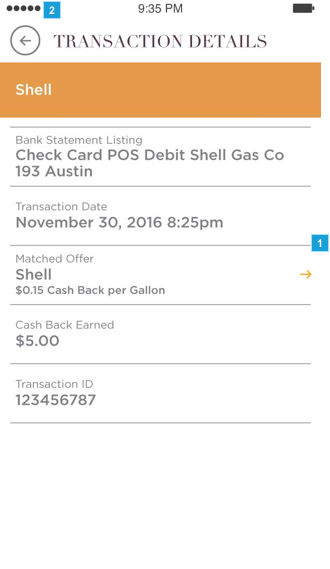 2
9:35 PM
TRANSACTION DETAILS
Shell
Bank Statement Listing
Check Card POS Debit Shell Gas Co
193 Austin
Transaction Date
November 30, 2016 8:25pm
1
Matched Offer
Shell
$0.15 Cash Back per Gallon
Cash Back Earned
$5.00
Transaction ID
123456787